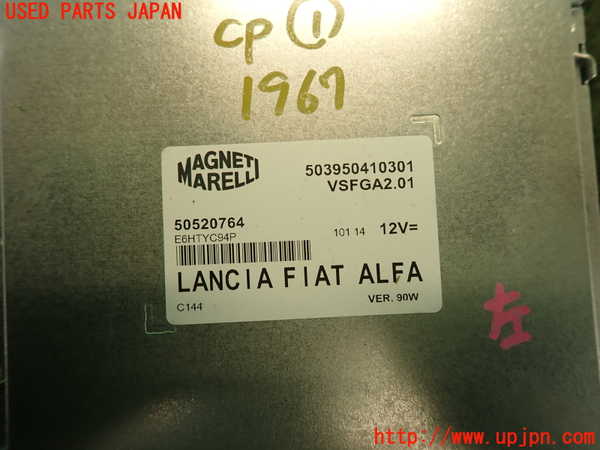 USED PARTS JAPAN
CP ①
1967
MAGNETI
MARELLI
503950410301
VSFGA2.01
50520764
E6HTYC94P
101 14 12V=
LANCIA FIAT ALFA
C144
VER. 90W
左
http://www.upjpn.com/